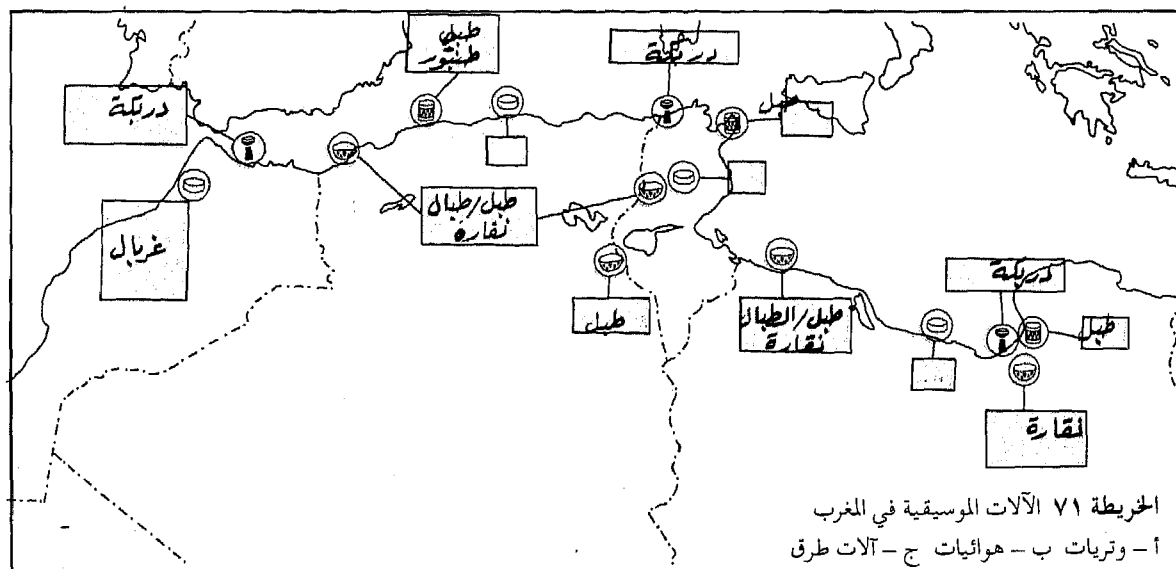 طبل
طنبور
دربكة
دربكة
طبل
طبل/طبال
نقارة
غربال
طبل
دربكة
طبل/الطبال
نقارة
طبل
نقارة
الخريطة ٧١ الآلات الموسيقية في المغرب
أ – وتريات ب – هوائيات ج – آلات طرق